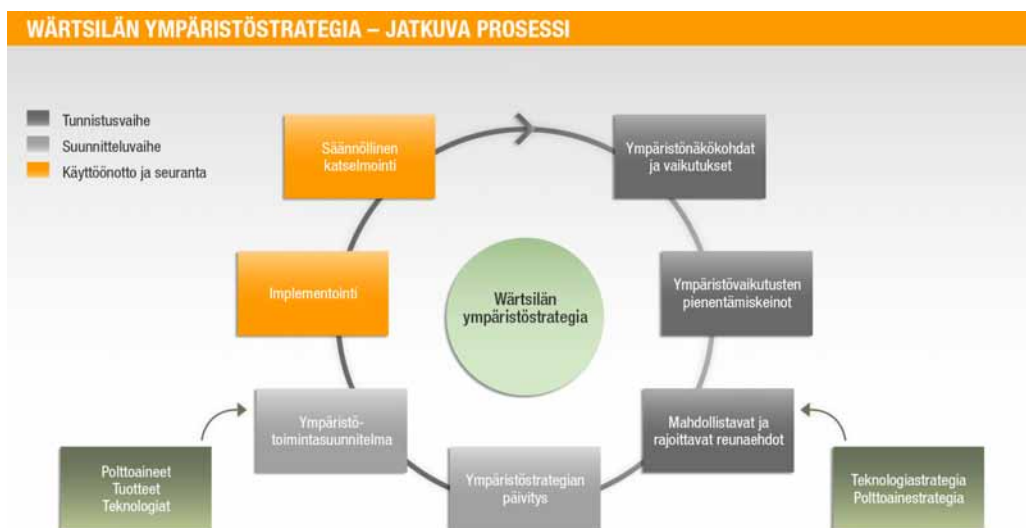 WÄRTSILÄN YMPÄRISTÖSTRATEGIA – JATKUVA PROSESSI
Tunnistusvaihe
Suunnitteluvaihe
Käyttöönotto ja seuranta
Säännöllinen
katselmointi
Ympäristönäkökohdat
ja vaikutukset
Implementointi
Wärtsilän
ympäristöstrategia
Ympäristövaikutusten
pienentämiskeinot
Ympäristö-
toimintasuunnitelma
Mahdollistavat ja
rajoittavat reunaehdot
Polttoaineet
Tuotteet
Teknologiat
Ympäristöstrategian
päivitys
Teknologiastrategia
Polttoainestrategia